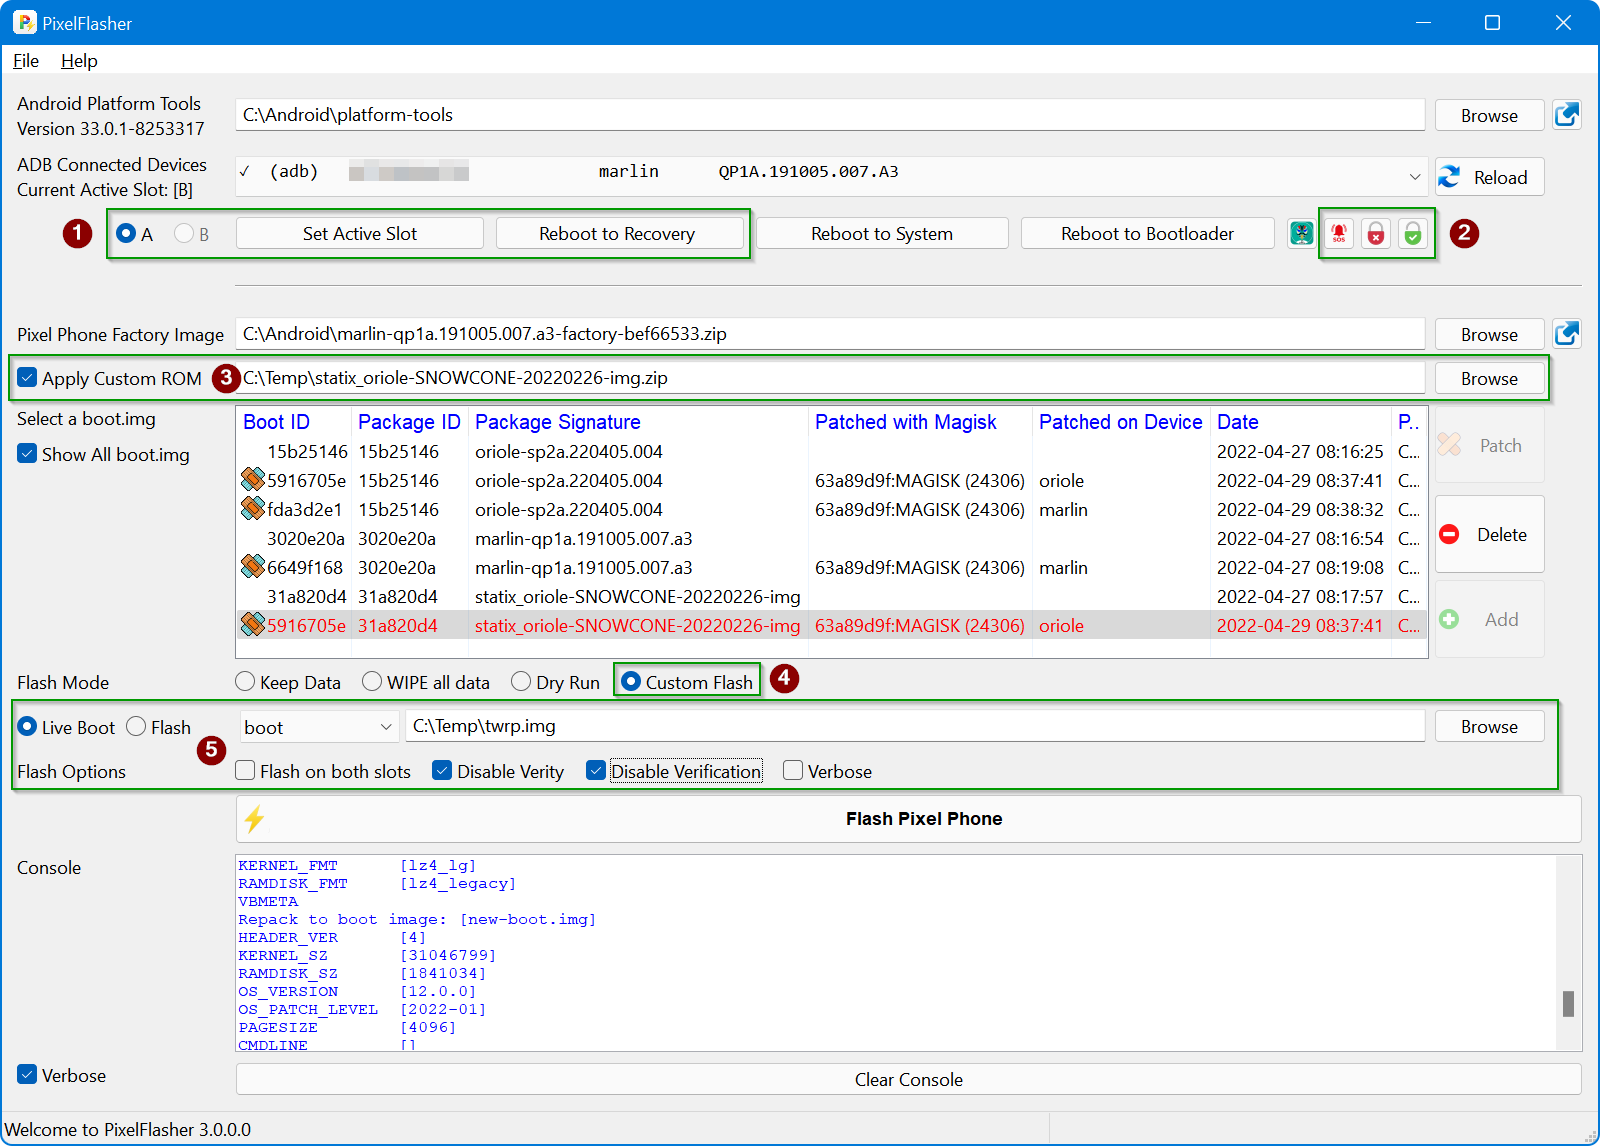 PixelFlasher
File Help
Android Platform Tools
Version 33.0.1-8253317
C:\Android\platform-tools
Browse
ADB Connected Devices
Current Active Slot: [B]
✓ (adb) marlin QP1A.191005.007.A3
Reload
1 A B Set Active Slot Reboot to Recovery Reboot to System Reboot to Bootloader SOS 2
Pixel Phone Factory Image C:\Android\marlin-qp1a.191005.007.a3-factory-bef66533.zip Browse
Apply Custom ROM 3 C:\Temp\statix_oriole-SNOWCONE-20220226-img.zip Browse
Select a boot.img
Show All boot.img
Boot ID Package ID Package Signature Patched with Magisk Patched on Device Date P..
15b25146 15b25146 oriole-sp2a.220405.004 2022-04-27 08:16:25 C...
5916705e 15b25146 oriole-sp2a.220405.004 63a89d9f:MAGISK (24306) oriole 2022-04-29 08:37:41 C...
fda3d2e1 15b25146 oriole-sp2a.220405.004 63a89d9f:MAGISK (24306) marlin 2022-04-29 08:38:32 C...
3020e20a 3020e20a marlin-qp1a.191005.007.a3 2022-04-27 08:16:54 C...
6649f168 3020e20a marlin-qp1a.191005.007.a3 63a89d9f:MAGISK (24306) marlin 2022-04-27 08:19:08 C...
31a820d4 31a820d4 statix_oriole-SNOWCONE-20220226-img 2022-04-27 08:17:57 C...
5916705e 31a820d4 statix_oriole-SNOWCONE-20220226-img 63a89d9f:MAGISK (24306) oriole 2022-04-29 08:37:41 C...
Patch
Delete
Add
Flash Mode Keep Data WIPE all data Dry Run Custom Flash 4
Live Boot Flash boot C:\Temp\twrp.img Browse
5
Flash Options Flash on both slots Disable Verity Disable Verification Verbose
Flash Pixel Phone
Console
KERNEL_FMT [lz4_lg]
RAMDISK_FMT [lz4_legacy]
VBMETA
Repack to boot image: [new-boot.img]
HEADER_VER [4]
KERNEL_SZ [31046799]
RAMDISK_SZ [1841034]
OS_VERSION [12.0.0]
OS_PATCH_LEVEL [2022-01]
PAGESIZE [4096]
CMDLINE []
Verbose
Clear Console
Welcome to PixelFlasher 3.0.0.0